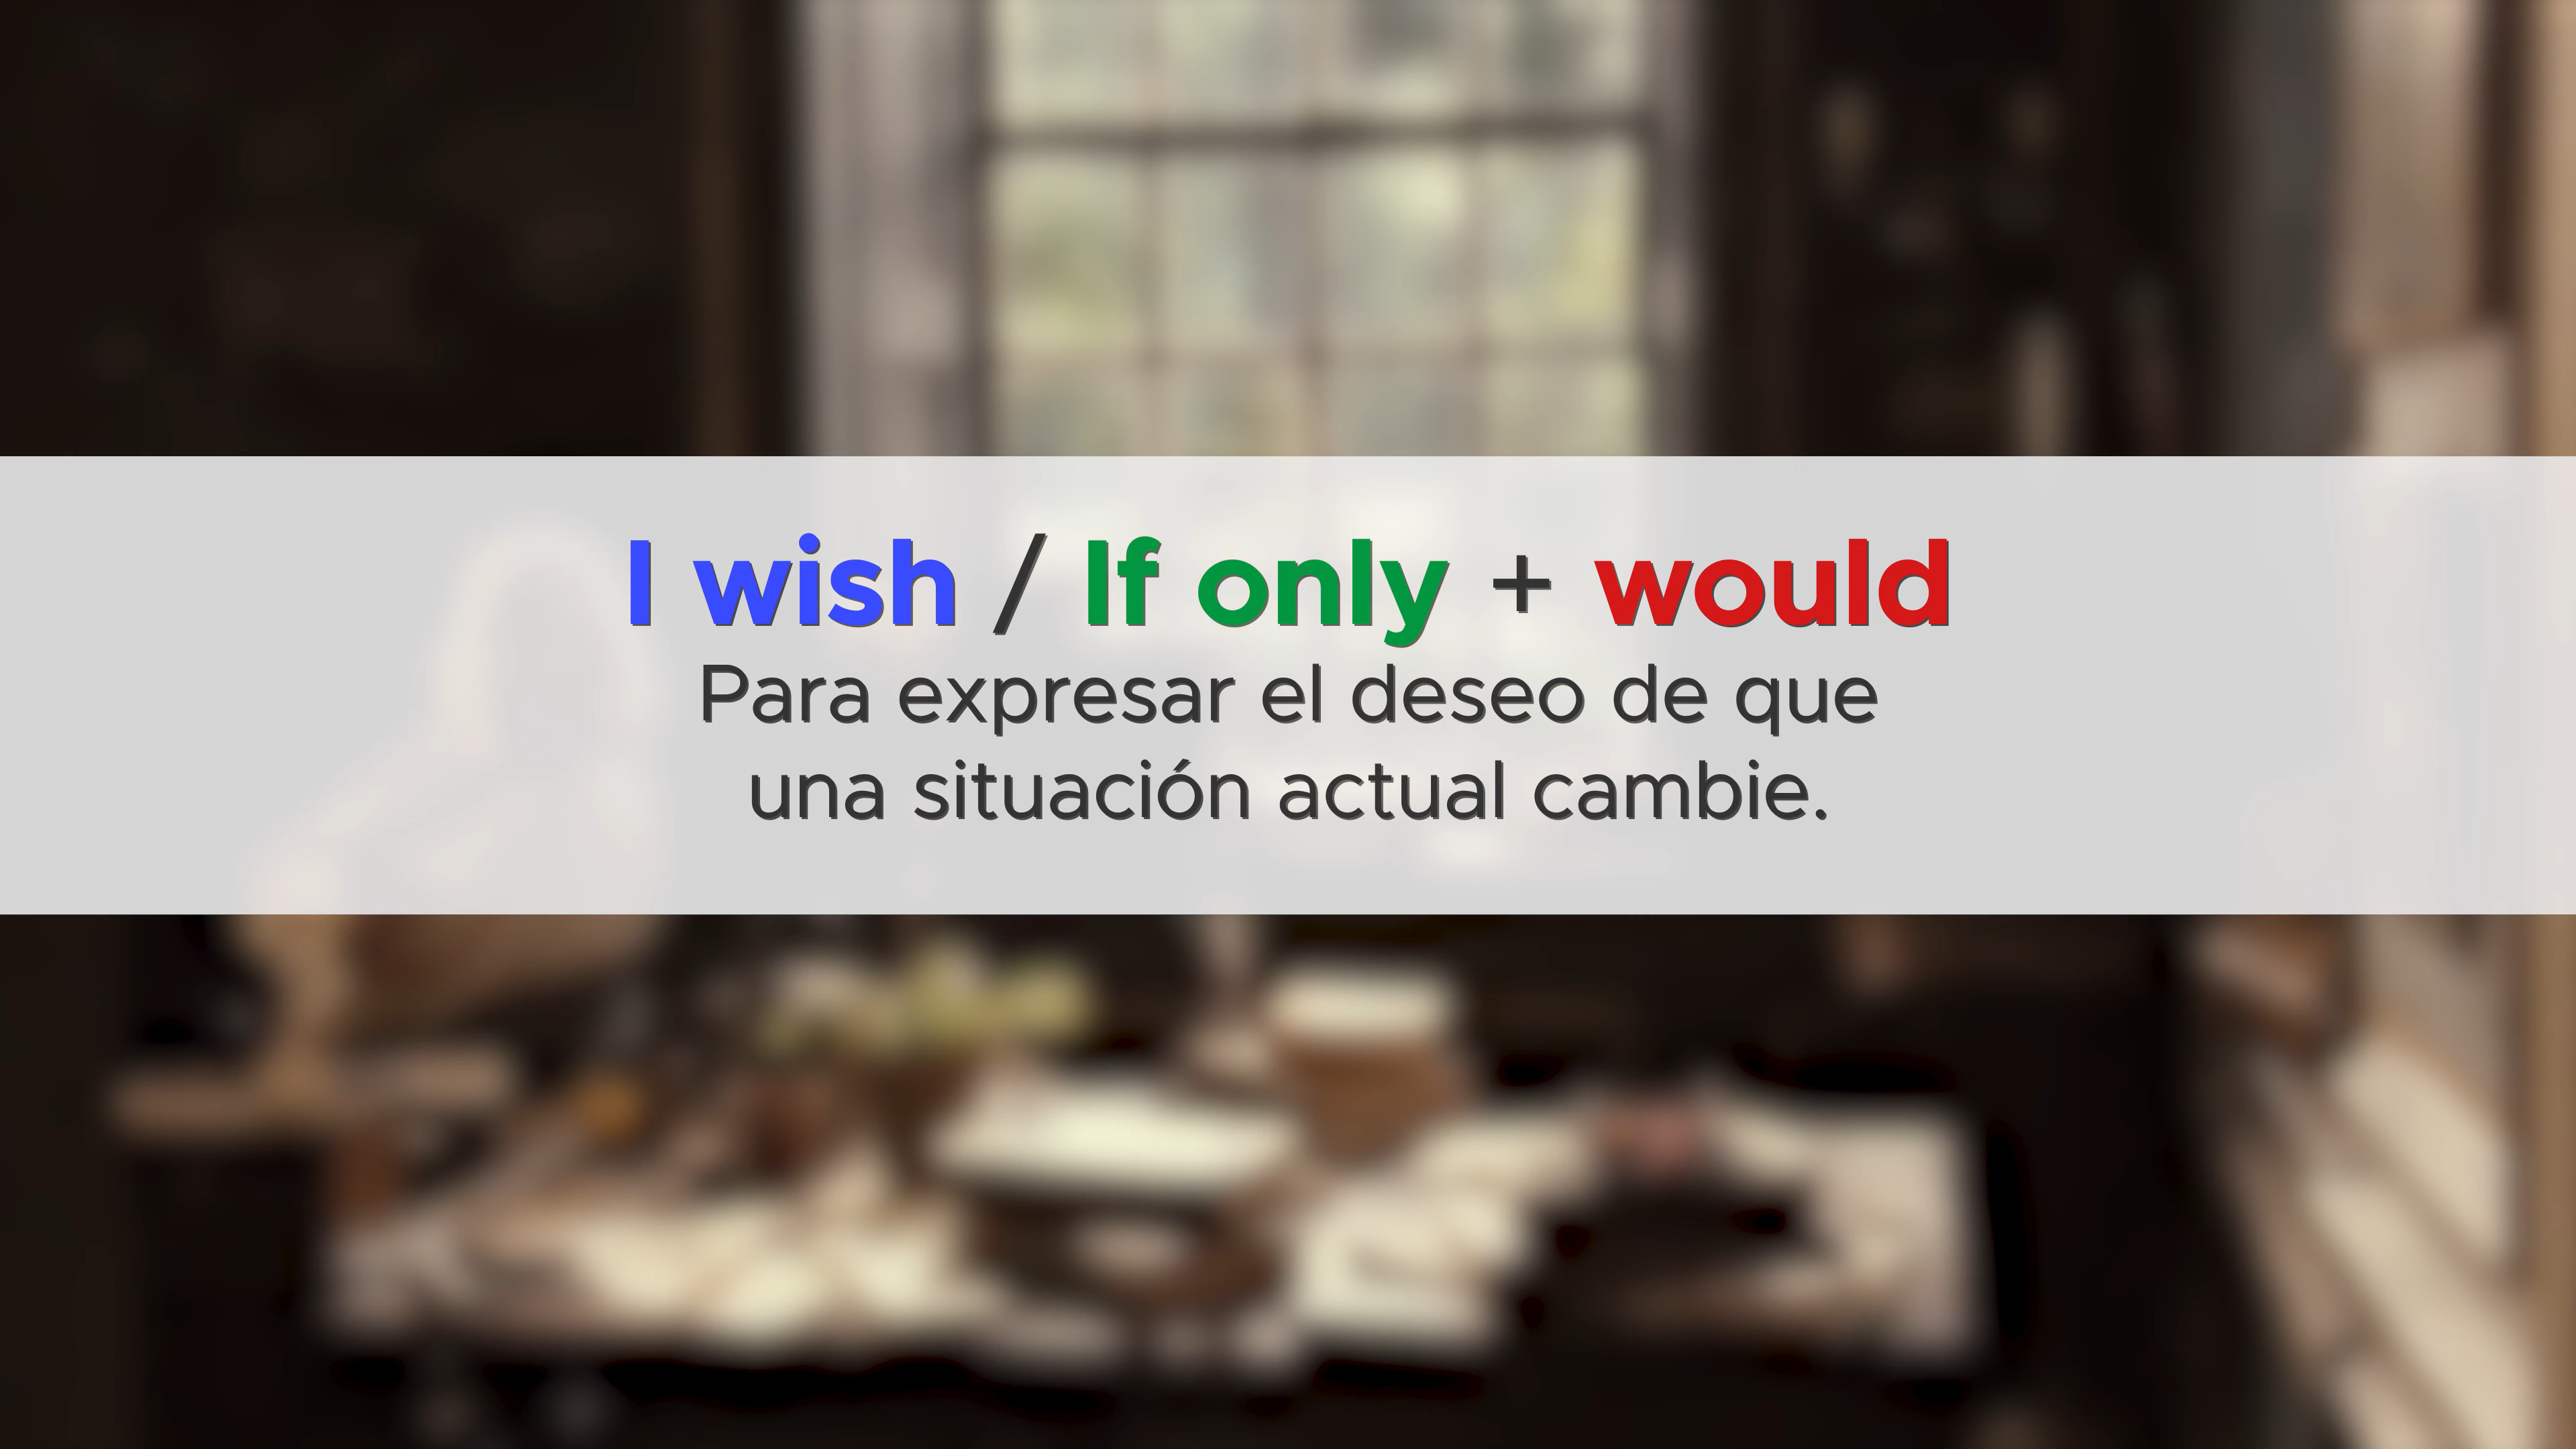 I wish / If only + would
Para expresar el deseo de que
una situación actual cambie.